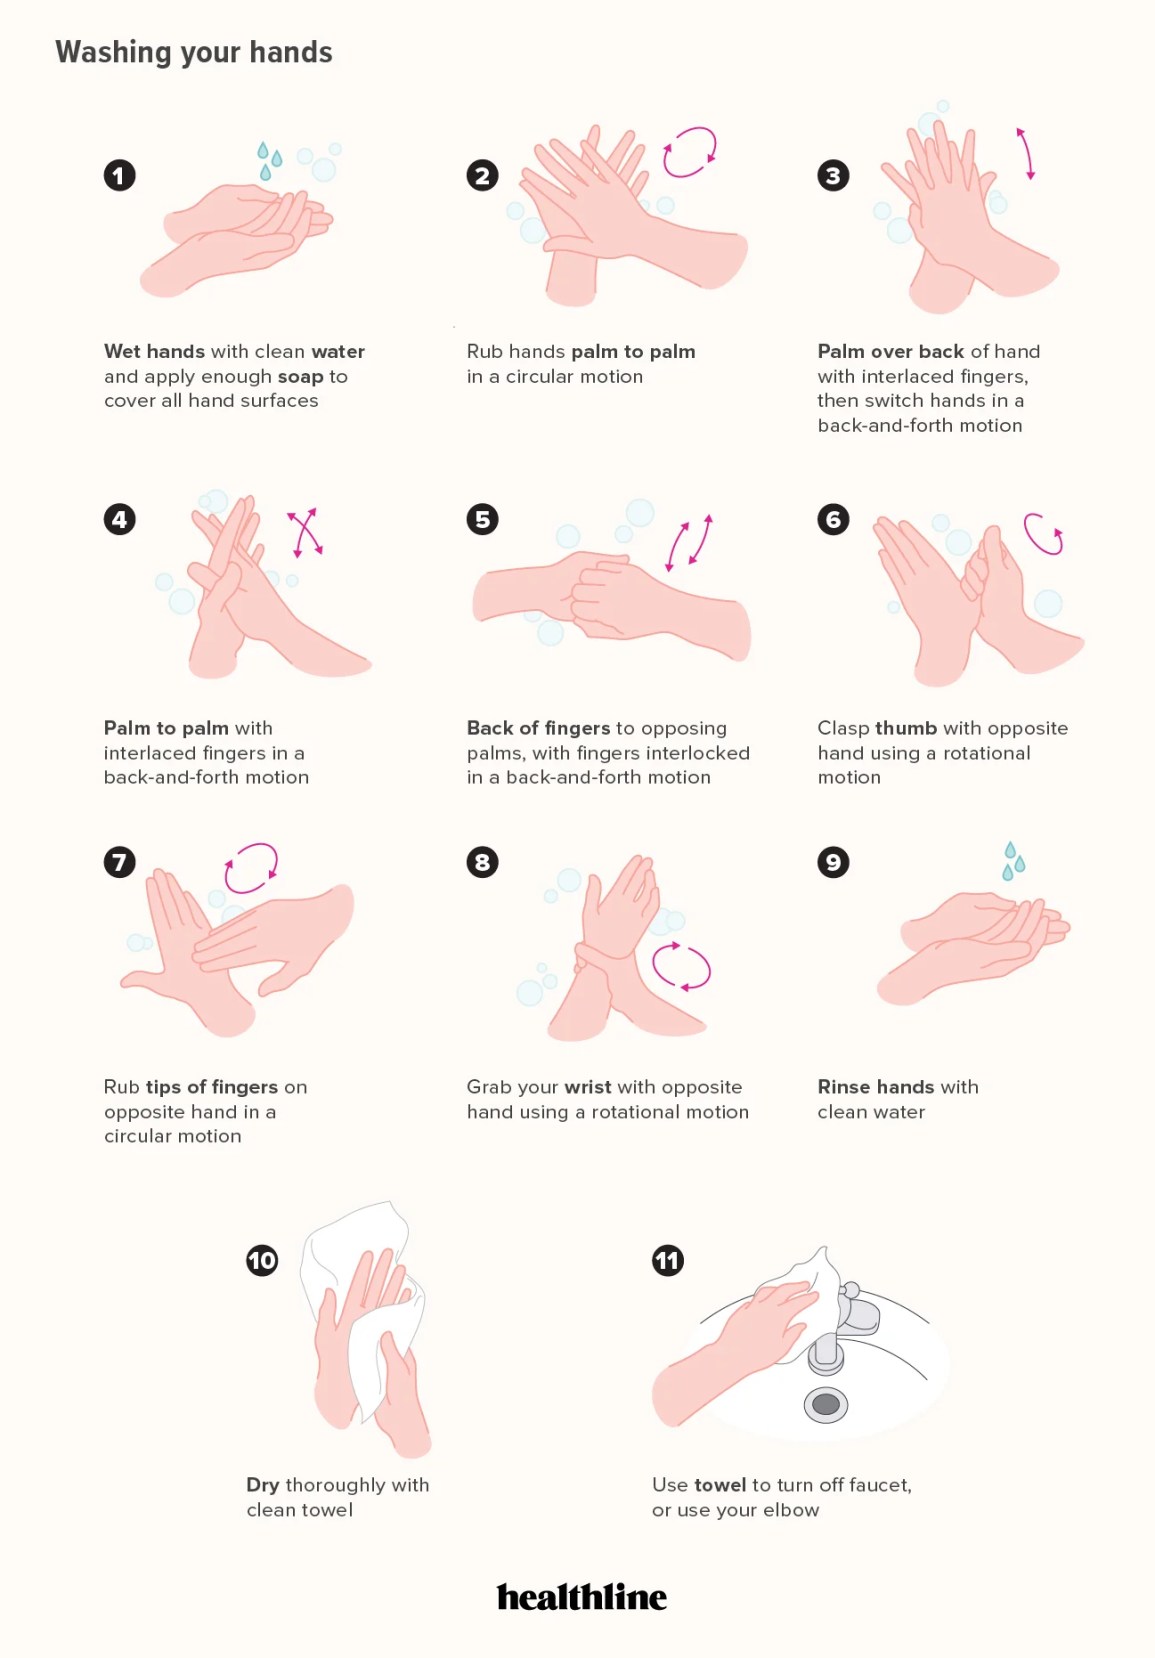 Washing your hands
1
Wet hands with clean water
and apply enough soap to
cover all hand surfaces
2
Rub hands palm to palm
in a circular motion
3
Palm over back of hand
with interlaced fingers,
then switch hands in a
back-and-forth motion
4
Palm to palm with
interlaced fingers in a
back-and-forth motion
5
Back of fingers to opposing
palms, with fingers interlocked
in a back-and-forth motion
6
Clasp thumb with opposite
hand using a rotational
motion
7
Rub tips of fingers on
opposite hand in a
circular motion
8
Grab your wrist with opposite
hand using a rotational motion
9
Rinse hands with
clean water
10
Dry thoroughly with
clean towel
11
Use towel to turn off faucet,
or use your elbow
healthline